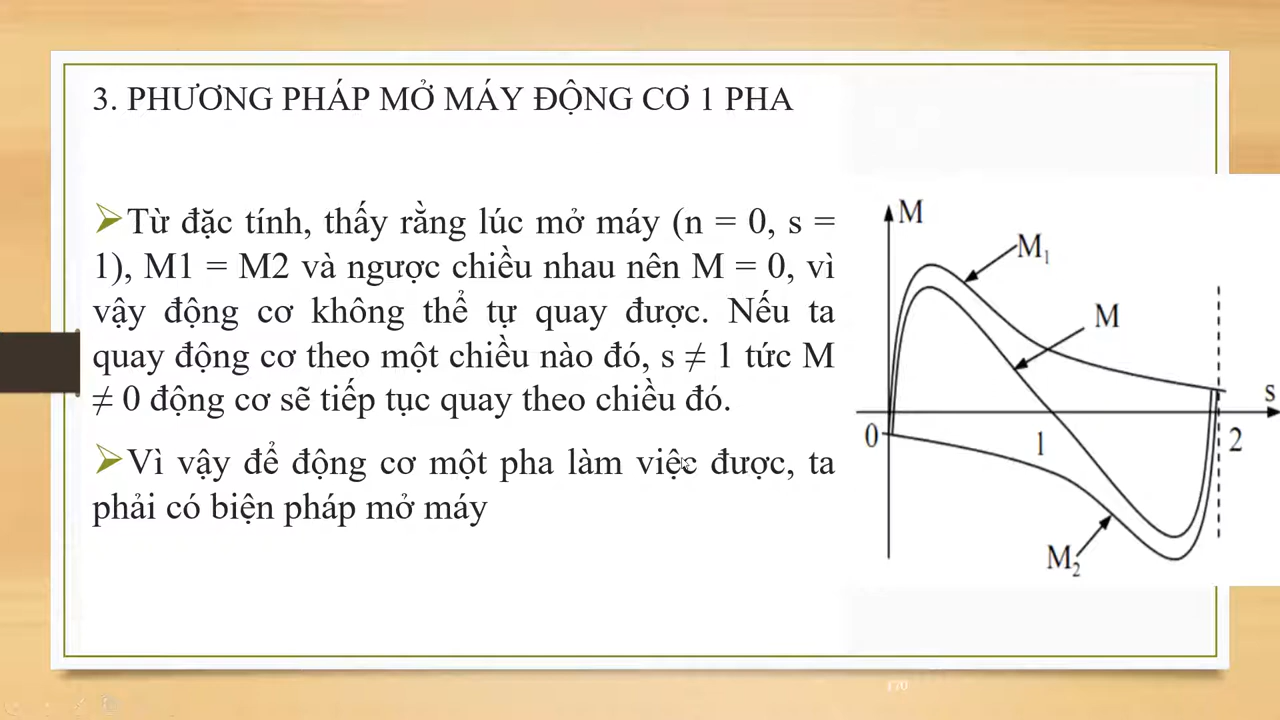 3. PHƯƠNG PHÁP MỞ MÁY ĐỘNG CƠ 1 PHA
Từ đặc tính, thấy rằng lúc mở máy (n = 0, s =
1), M1 = M2 và ngược chiều nhau nên M = 0, vì
vậy động cơ không thể tự quay được. Nếu ta
quay động cơ theo một chiều nào đó, s ≠ 1 tức M
≠ 0 động cơ sẽ tiếp tục quay theo chiều đó.
Vì vậy để động cơ một pha làm việc được, ta
phải có biện pháp mở máy
M
M₁
M
s
0
1
2
M₂
170